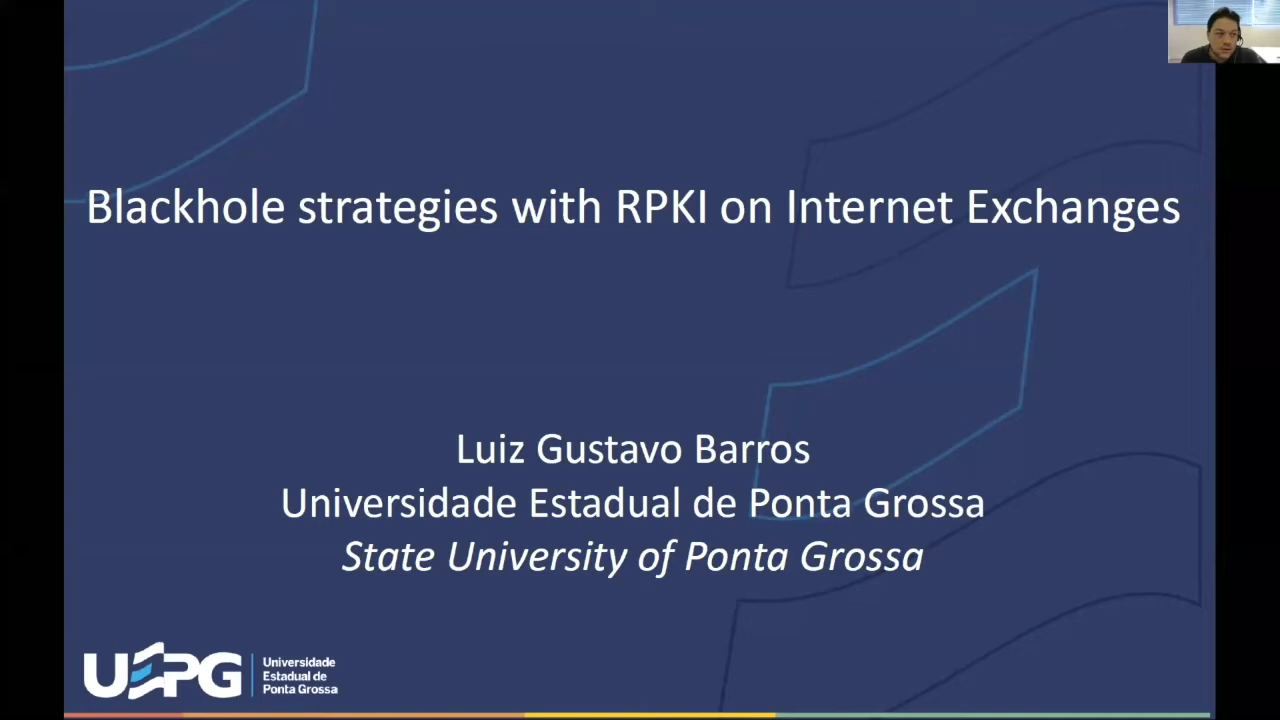 Blackhole strategies with RPKI on Internet Exchanges
Luiz Gustavo Barros
Universidade Estadual de Ponta Grossa
State University of Ponta Grossa
UEPG
Universidade
Estadual de
Ponta Grossa